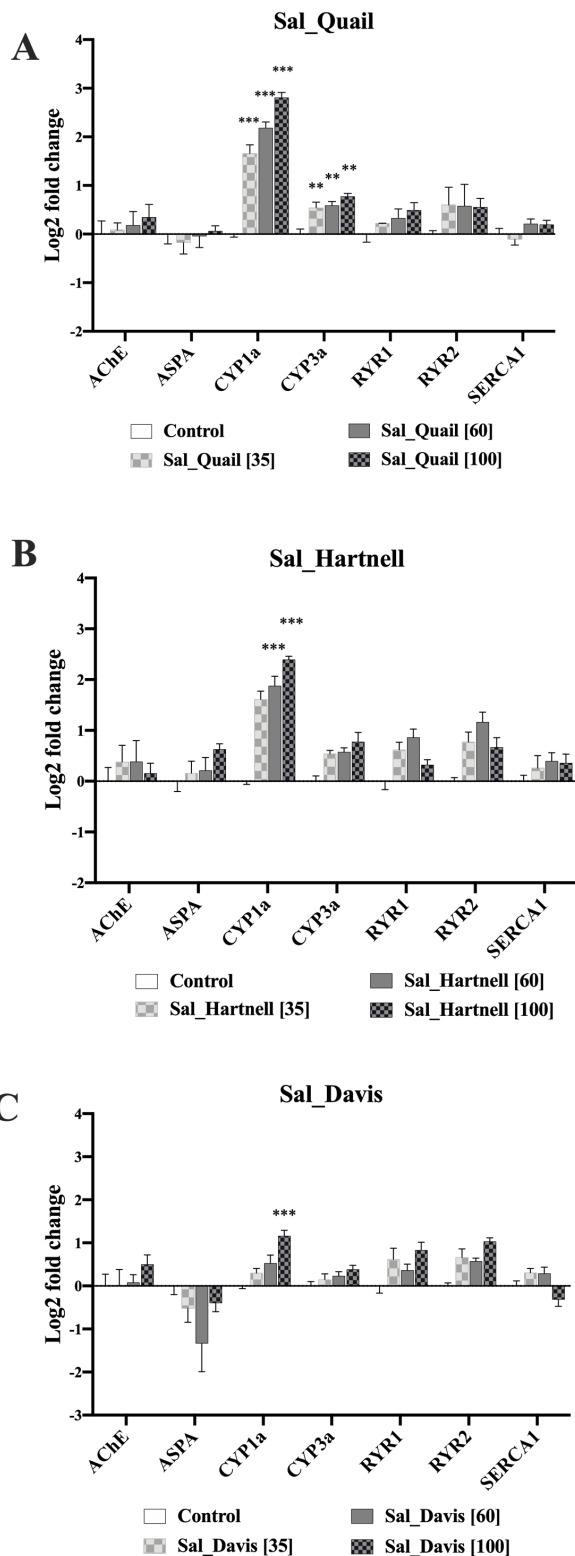 A
Sal_Quail
Log2 fold change
4
3
2
1
0
-1
-2
***
***
***
**
**
**
AChE
ASPA
CYP1a
CYP3a
RYR1
RYR2
SERCA1
Control
Sal_Quail [60]
Sal_Quail [35]
Sal_Quail [100]
B
Sal_Hartnell
Log2 fold change
4
3
2
1
0
-1
-2
***
***
AChE
ASPA
CYP1a
CYP3a
RYR1
RYR2
SERCA1
Control
Sal_Hartnell [60]
Sal_Hartnell [35]
Sal_Hartnell [100]
C
Sal_Davis
Log2 fold change
4
3
2
1
0
-1
-2
-3
***
AChE
ASPA
CYP1a
CYP3a
RYR1
RYR2
SERCA1
Control
Sal_Davis [60]
Sal_Davis [35]
Sal_Davis [100]